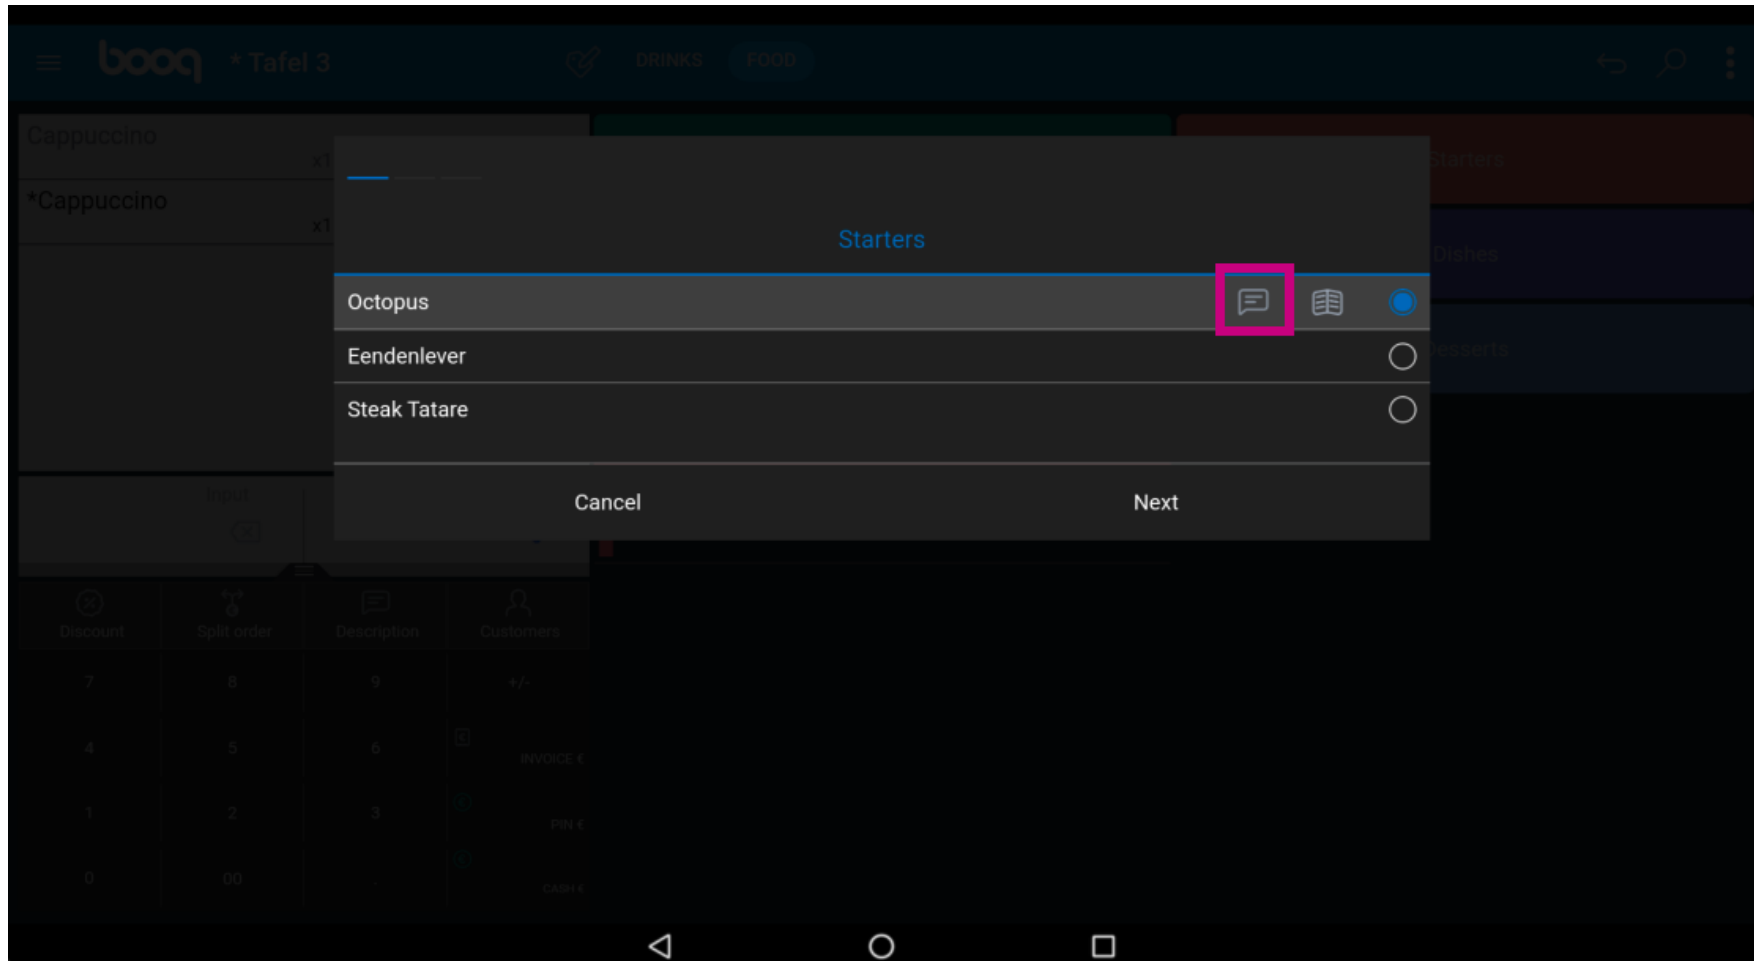 booq * Tafel 3 DRINKS FOOD
Cappuccino
x1
*Cappuccino
x1
Starters
Dishes
Desserts
Starters
Octopus
Eendenlever
Steak Tatare
Cancel Next
Input
Discount Split order Description Customers
7 8 9 +/-
4 5 6 INVOICE €
1 2 3 PIN €
0 00 . CASH €